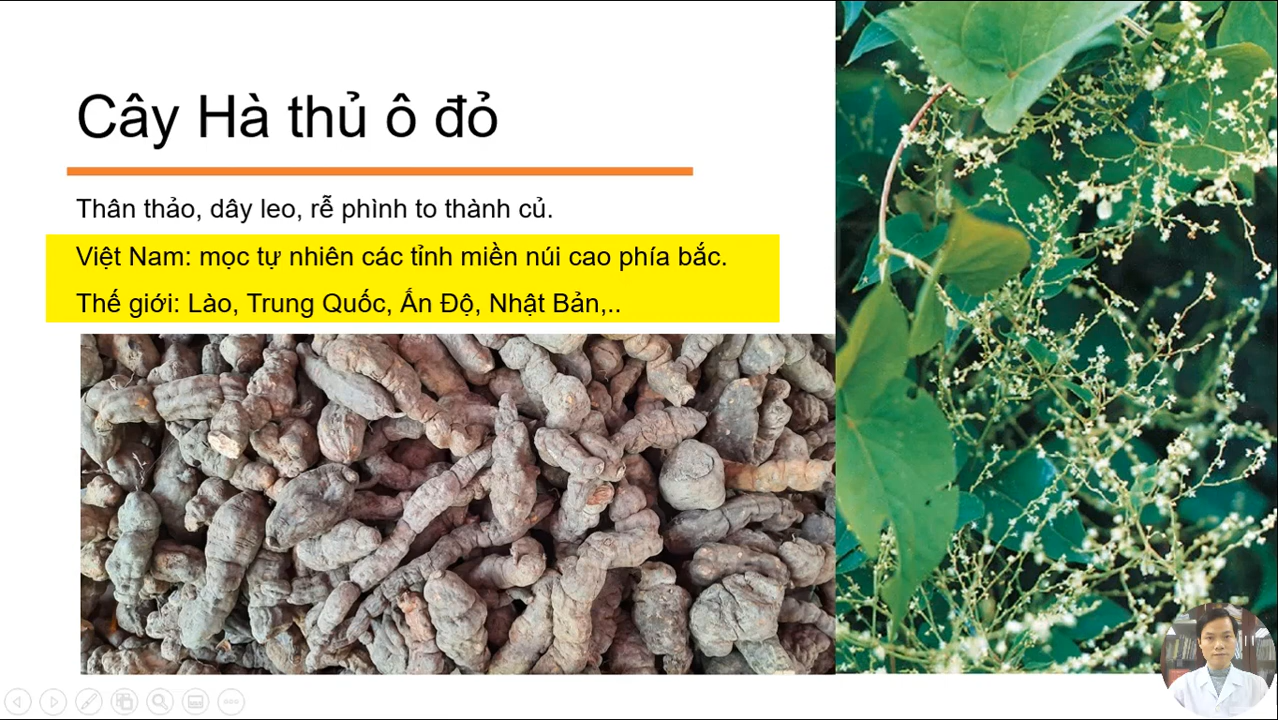 Cây Hà thủ ô đỏ
Thân thảo, dây leo, rễ phình to thành củ.
Việt Nam: mọc tự nhiên các tỉnh miền núi cao phía bắc.
Thế giới: Lào, Trung Quốc, Ấn Độ, Nhật Bản,..